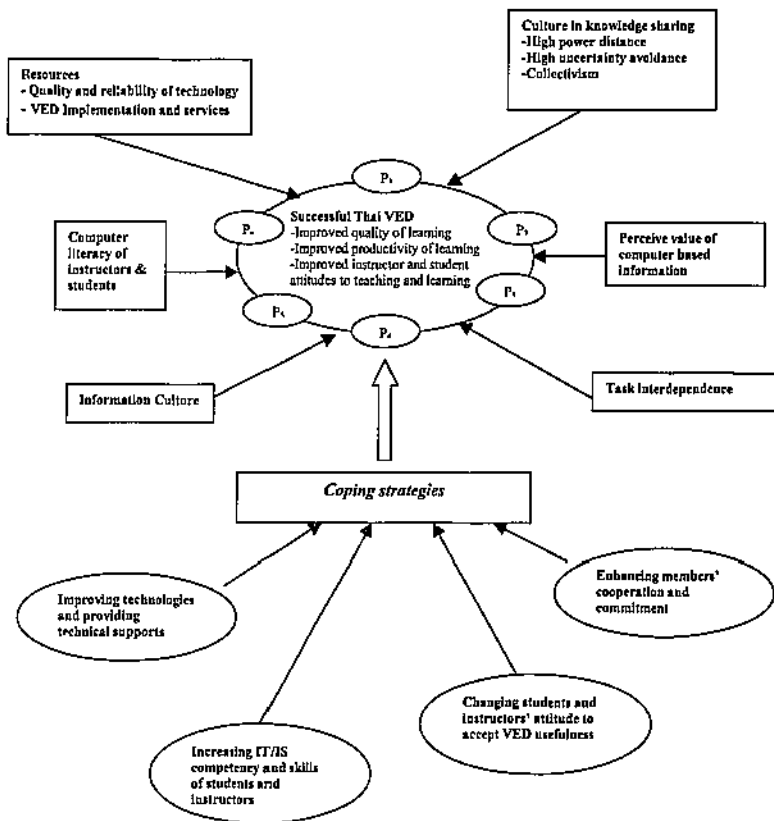 Culture in knowledge sharing
-High power distance
-High uncertainty avoidance
-Collectivism
Resources
- Quality and reliability of technology
- VED Implementation and services
Successful Thai VED
-Improved quality of learning
-Improved productivity of learning
-Improved instructor and student
attitudes to teaching and learning
Computer
literacy of
instructors &
students
Perceive value of
computer based
information
Information Culture
Task interdependence
Coping strategies
Improving technologies
and providing
technical supports
Enhancing members'
cooperation and
commitment
Increasing IT/IS
competency and skills
of students and
instructors
Changing students and
instructors' attitude to
accept VED usefulness